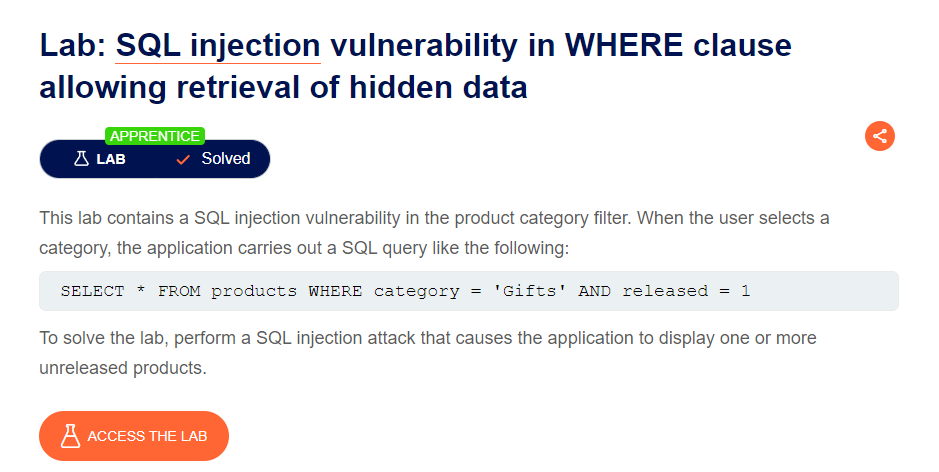 Lab: SQL injection vulnerability in WHERE clause
allowing retrieval of hidden data
APPRENTICE
LAB Solved
This lab contains a SQL injection vulnerability in the product category filter. When the user selects a
category, the application carries out a SQL query like the following:
SELECT * FROM products WHERE category = 'Gifts' AND released = 1
To solve the lab, perform a SQL injection attack that causes the application to display one or more
unreleased products.
ACCESS THE LAB